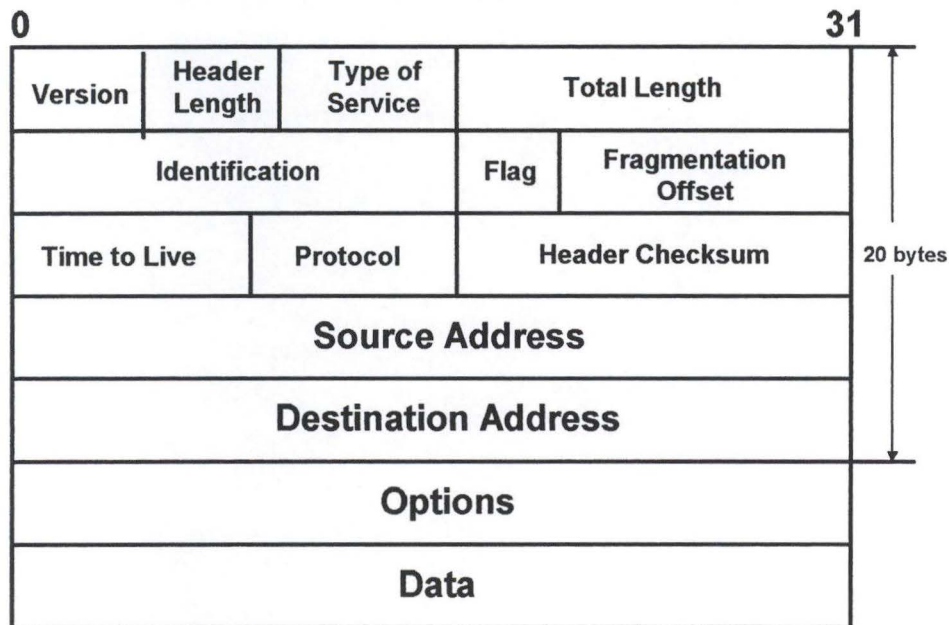 0 31
Version Header Length Type of Service Total Length
Identification Flag Fragmentation Offset
Time to Live Protocol Header Checksum
20 bytes
Source Address
Destination Address
Options
Data